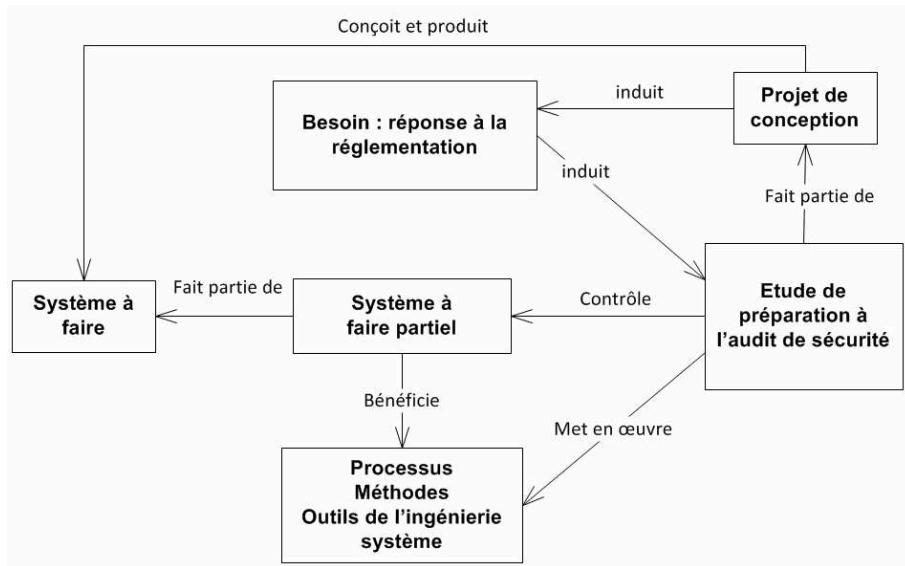 Conçoit et produit
induit
Projet de
conception
Besoin : réponse à la
réglementation
induit
Fait partie de
Système à
faire
Fait partie de
Système à
faire partiel
Contrôle
Etude de
préparation à
l’audit de sécurité
Bénéficie
Met en œuvre
Processus
Méthodes
Outils de l’ingénierie
système